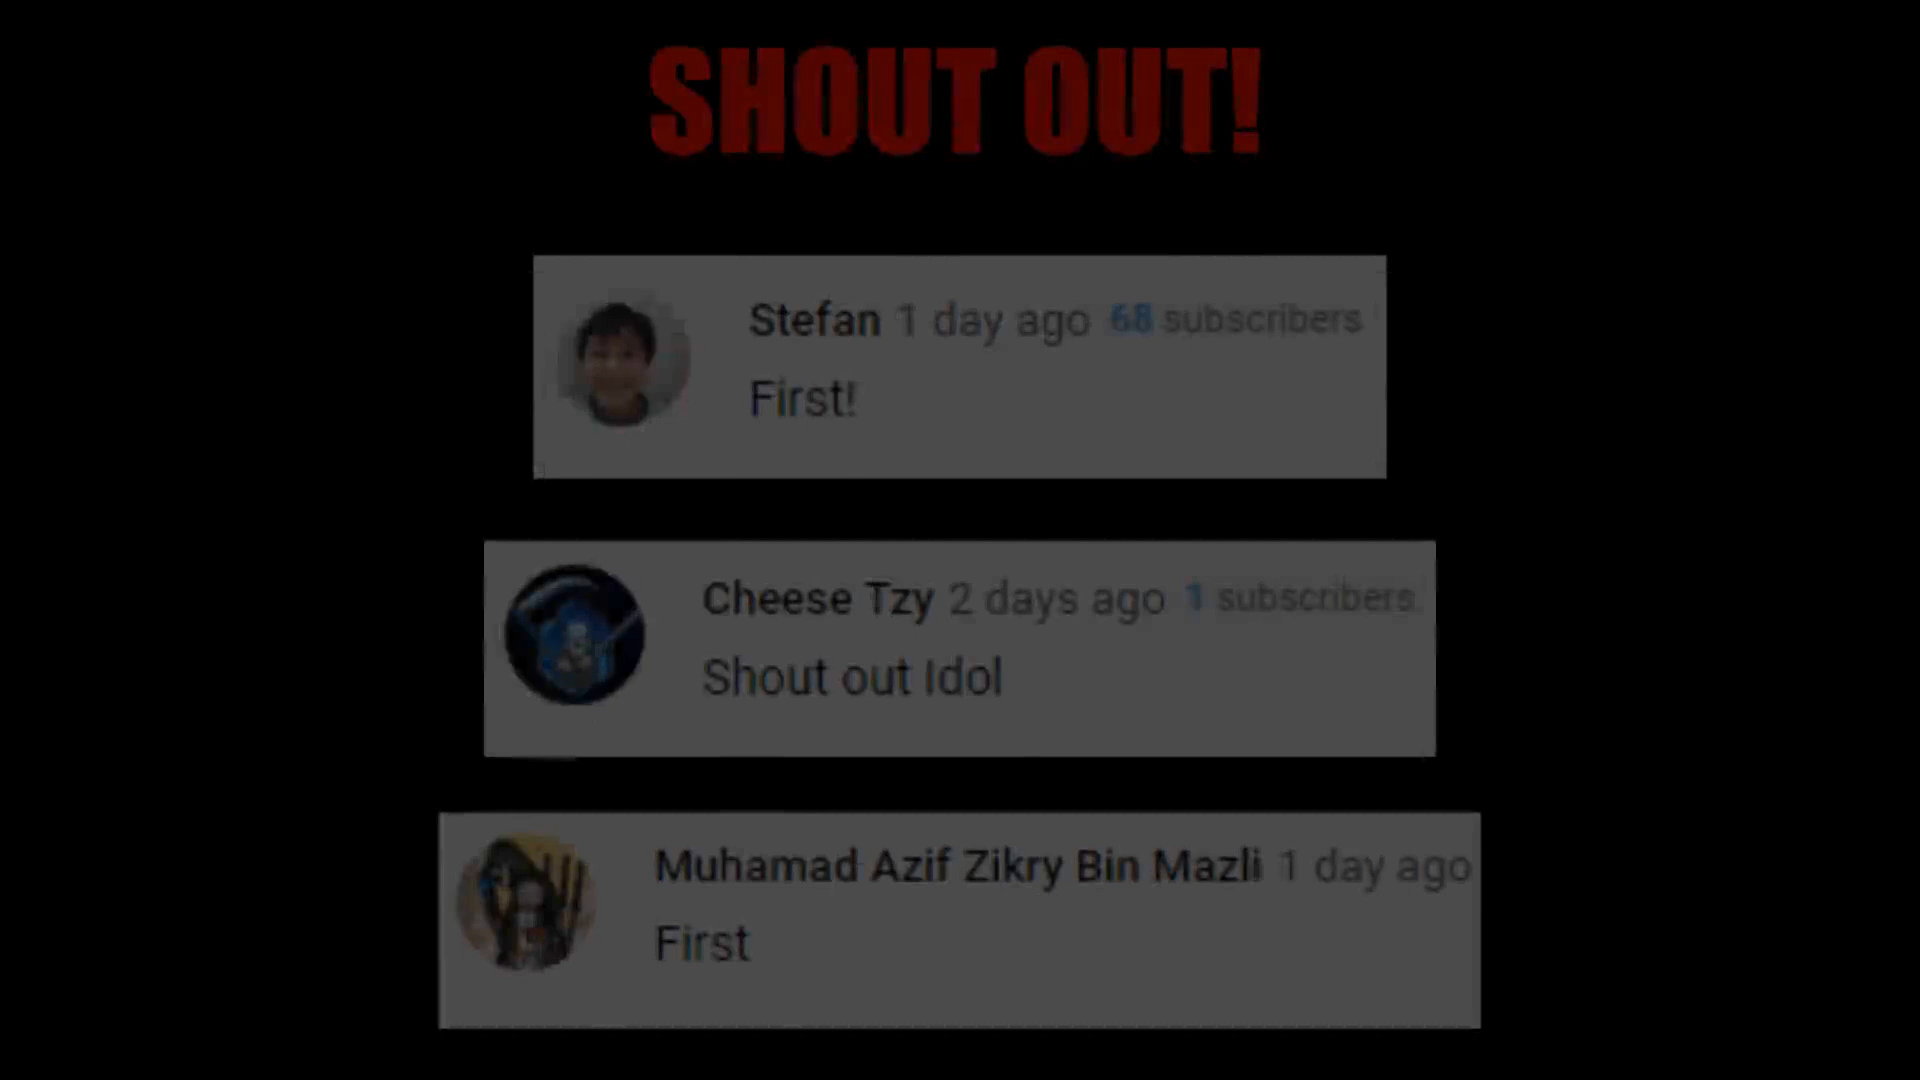 SHOUT OUT!
Stefan 1 day ago 68 subscribers
First!
Cheese Tzy 2 days ago 1 subscribers
Shout out Idol
Muhamad Azif Zikry Bin Mazli 1 day ago
First